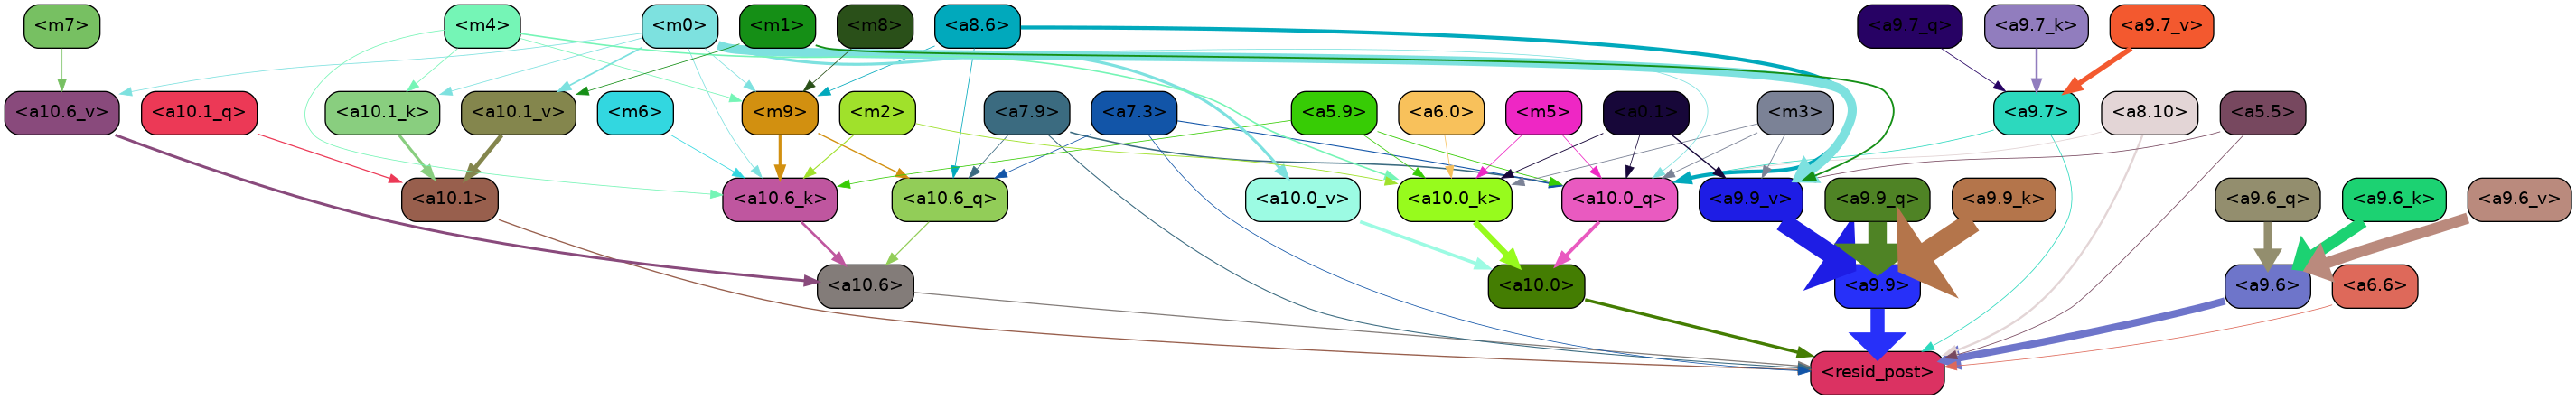 <m7> <m4> <m0> <m1> <m8> <a8.6> <a9.7_q> <a9.7_k> <a9.7_v>
<a10.6_v> <a10.1_q> <a10.1_k> <a10.1_v> <m6> <m9> <m2> <a7.9> <a7.3> <a5.9> <a6.0> <m5> <a0.1> <m3> <a9.7> <a8.10> <a5.5>
<a10.1> <a10.6_k> <a10.6_q> <a10.0_v> <a10.0_k> <a10.0_q> <a9.9_v> <a9.9_q> <a9.9_k> <a9.6_q> <a9.6_k> <a9.6_v>
<a10.6> <a10.0> <a9.9> <a9.6> <a6.6>
<resid_post>